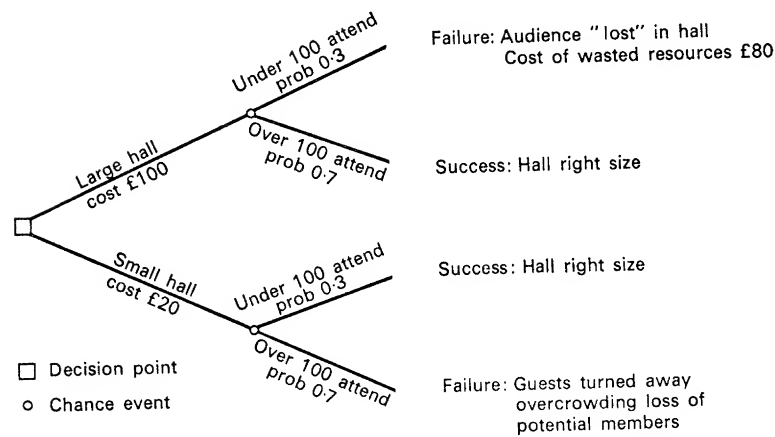 Under 100 attend
prob 0·3
Failure: Audience "lost" in hall
Cost of wasted resources £80
Large hall
cost £100
Over 100 attend
prob 0·7
Success: Hall right size
Small hall
cost £20
Under 100 attend
prob 0·3
Success: Hall right size
Over 100 attend
prob 0·7
Failure: Guests turned away
overcrowding loss of
potential members
Decision point
Chance event